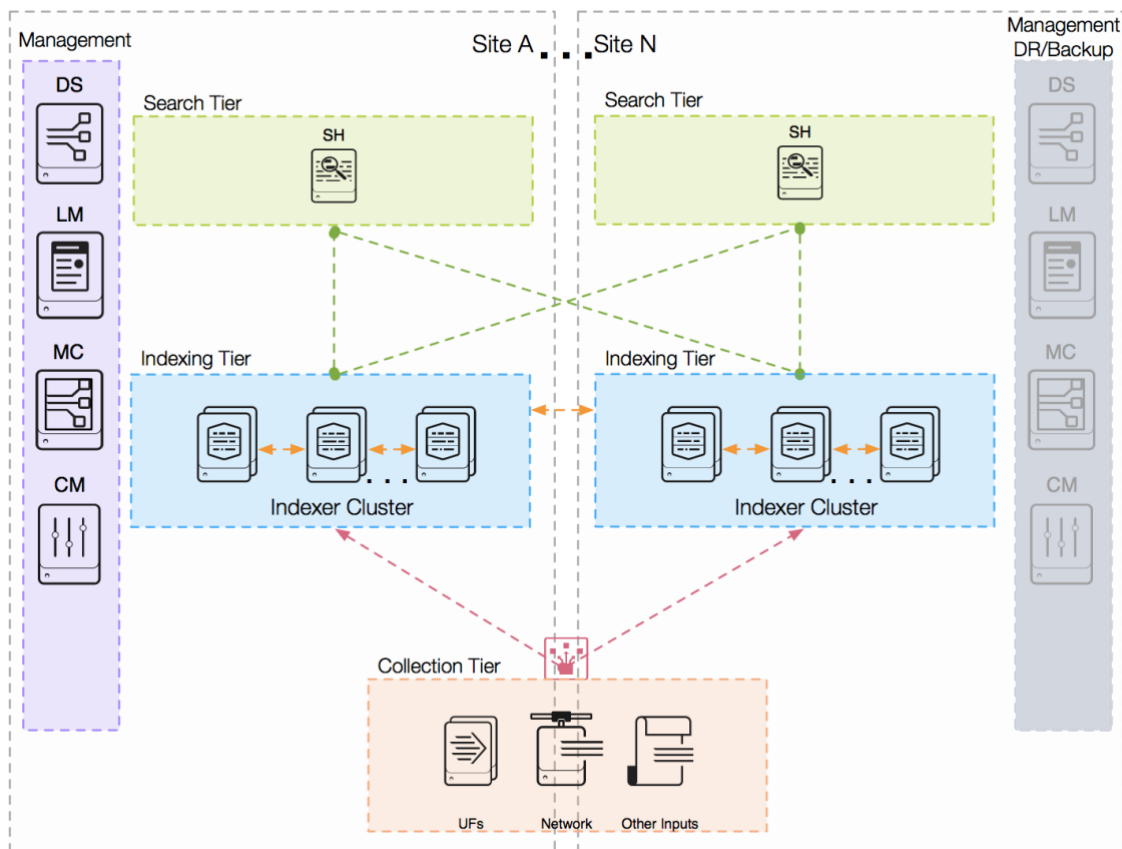 Management
Site A
. . .
Site N
Management
DR/Backup
DS
LM
MC
CM
Search Tier
SH
Search Tier
SH
DS
LM
MC
CM
Indexing Tier
. . .
Indexer Cluster
Indexing Tier
. . .
Indexer Cluster
Collection Tier
UFs
Network
Other Inputs